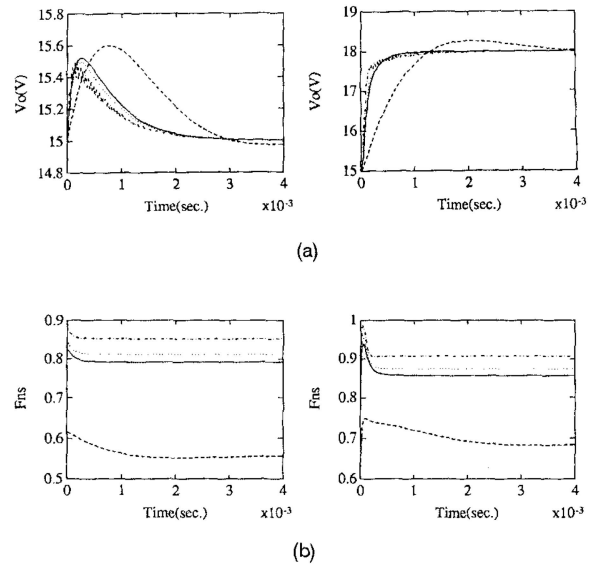 15.8
15.6
15.4
15.2
15
14.8
Vo(V)
0 1 2 3 4
Time(sec.) x10-3
19
18
17
16
15
Vo(V)
0 1 2 3 4
Time(sec.) x10-3
(a)
0.9
0.8
0.7
0.6
0.5
Fns
0 1 2 3 4
Time(sec.) x10-3
1
0.9
0.8
0.7
0.6
Fns
0 1 2 3 4
Time(sec.) x10-3
(b)